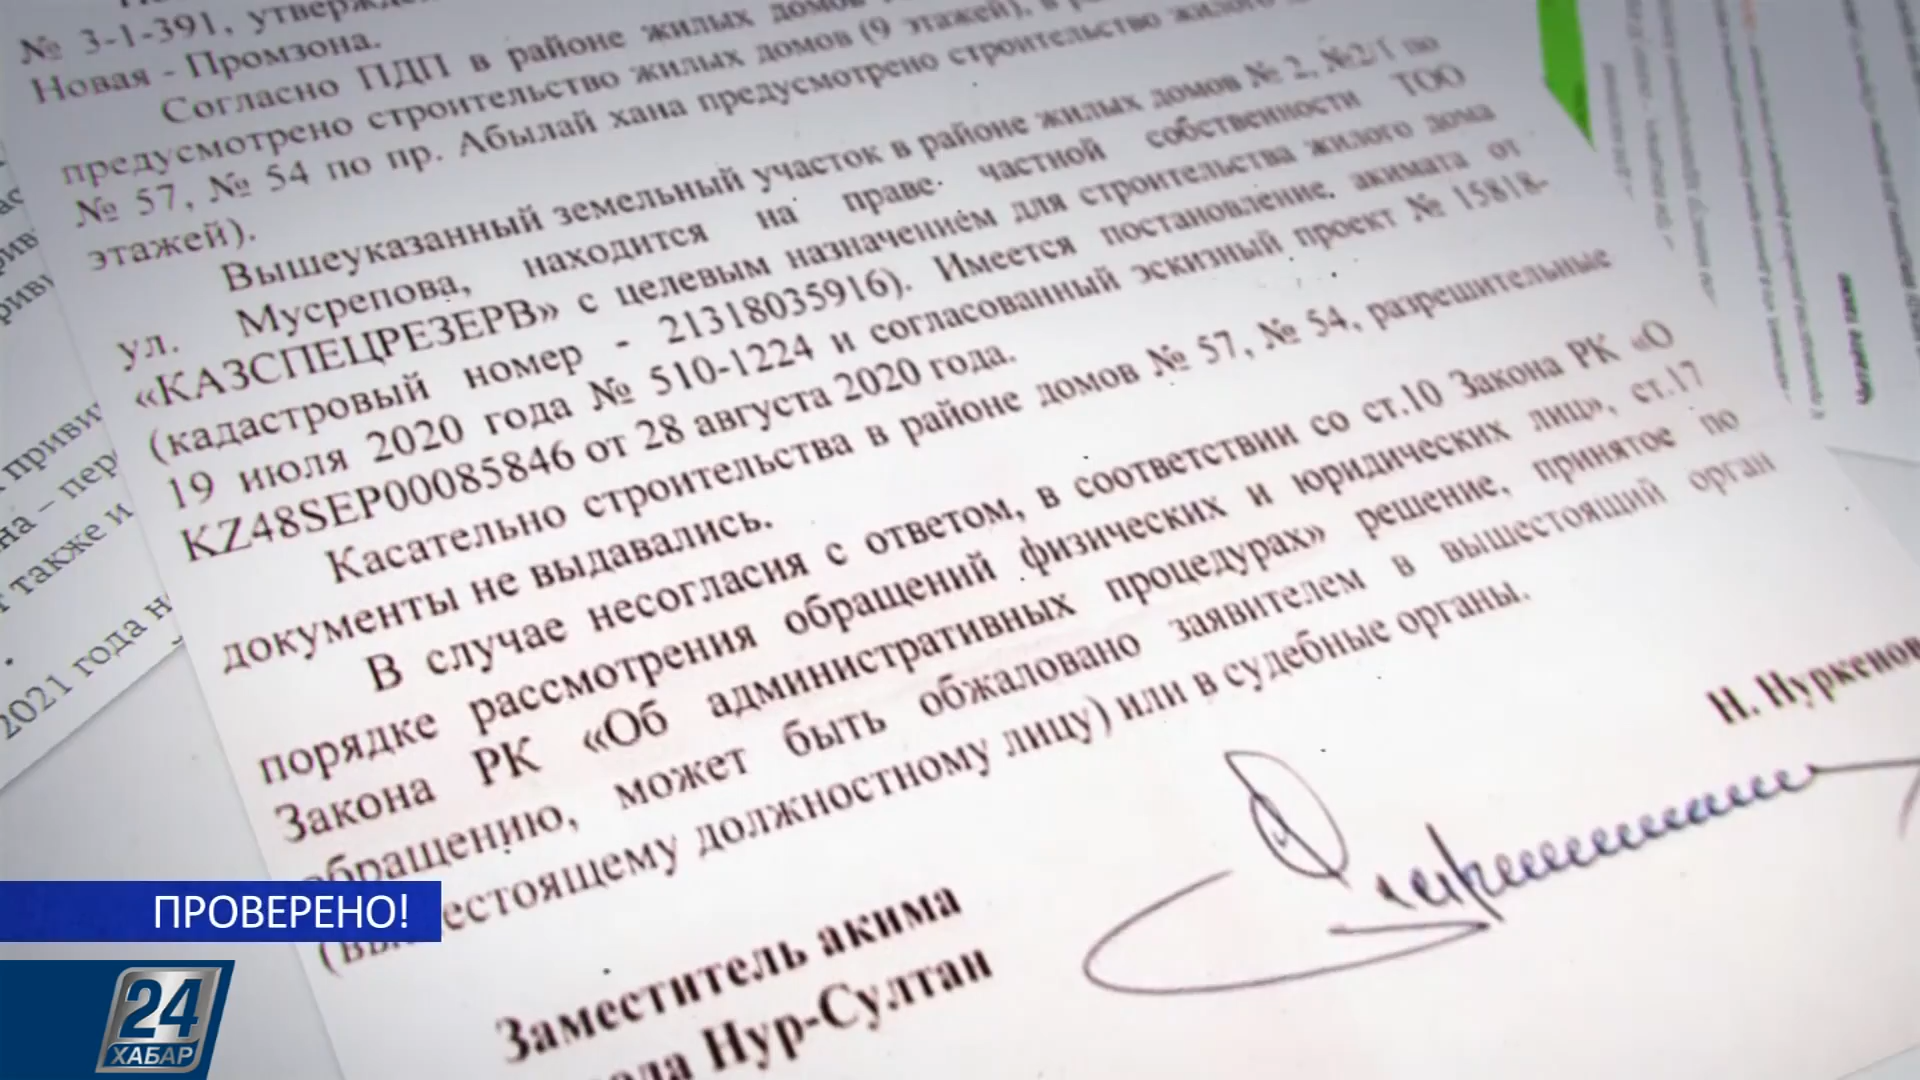 № 3-1-391,
Новая - Промзона.
Согласно ПДП в районе жилых домов
предусмотрено строительство жилых домов (9 этажей), в
№ 57, № 54 по пр. Абылай хана предусмотрено строительство жилого
этажей).
Вышеуказанный земельный участок в районе жилых домов № 2, №2/1 по
ул. Мусрепова, находится на праве частной собственности ТОО
«КАЗСПЕЦРЕЗЕРВ» с целевым назначением для строительства жилого дома
(кадастровый номер - 21318035916). Имеется постановление акимата от
19 июля 2020 года № 510-1224 и согласованный эскизный проект № 15818-
KZ48SEP00085846 от 28 августа 2020 года.
Касательно строительства в районе домов № 57, № 54, разрешительные
документы не выдавались.
В случае несогласия с ответом, в соответствии со ст.10 Закона РК «О
порядке рассмотрения обращений физических и юридических лиц», ст.17
Закона РК «Об административных процедурах» решение, принятое по
обращению, может быть обжаловано заявителем в вышестоящий орган
(вышестоящему должностному лицу) или в судебные органы.
Заместитель акима
Нур-Султан
Н. Нуркенов
также и
2021 года
ПРОВЕРЕНО!
24
ХАБАР